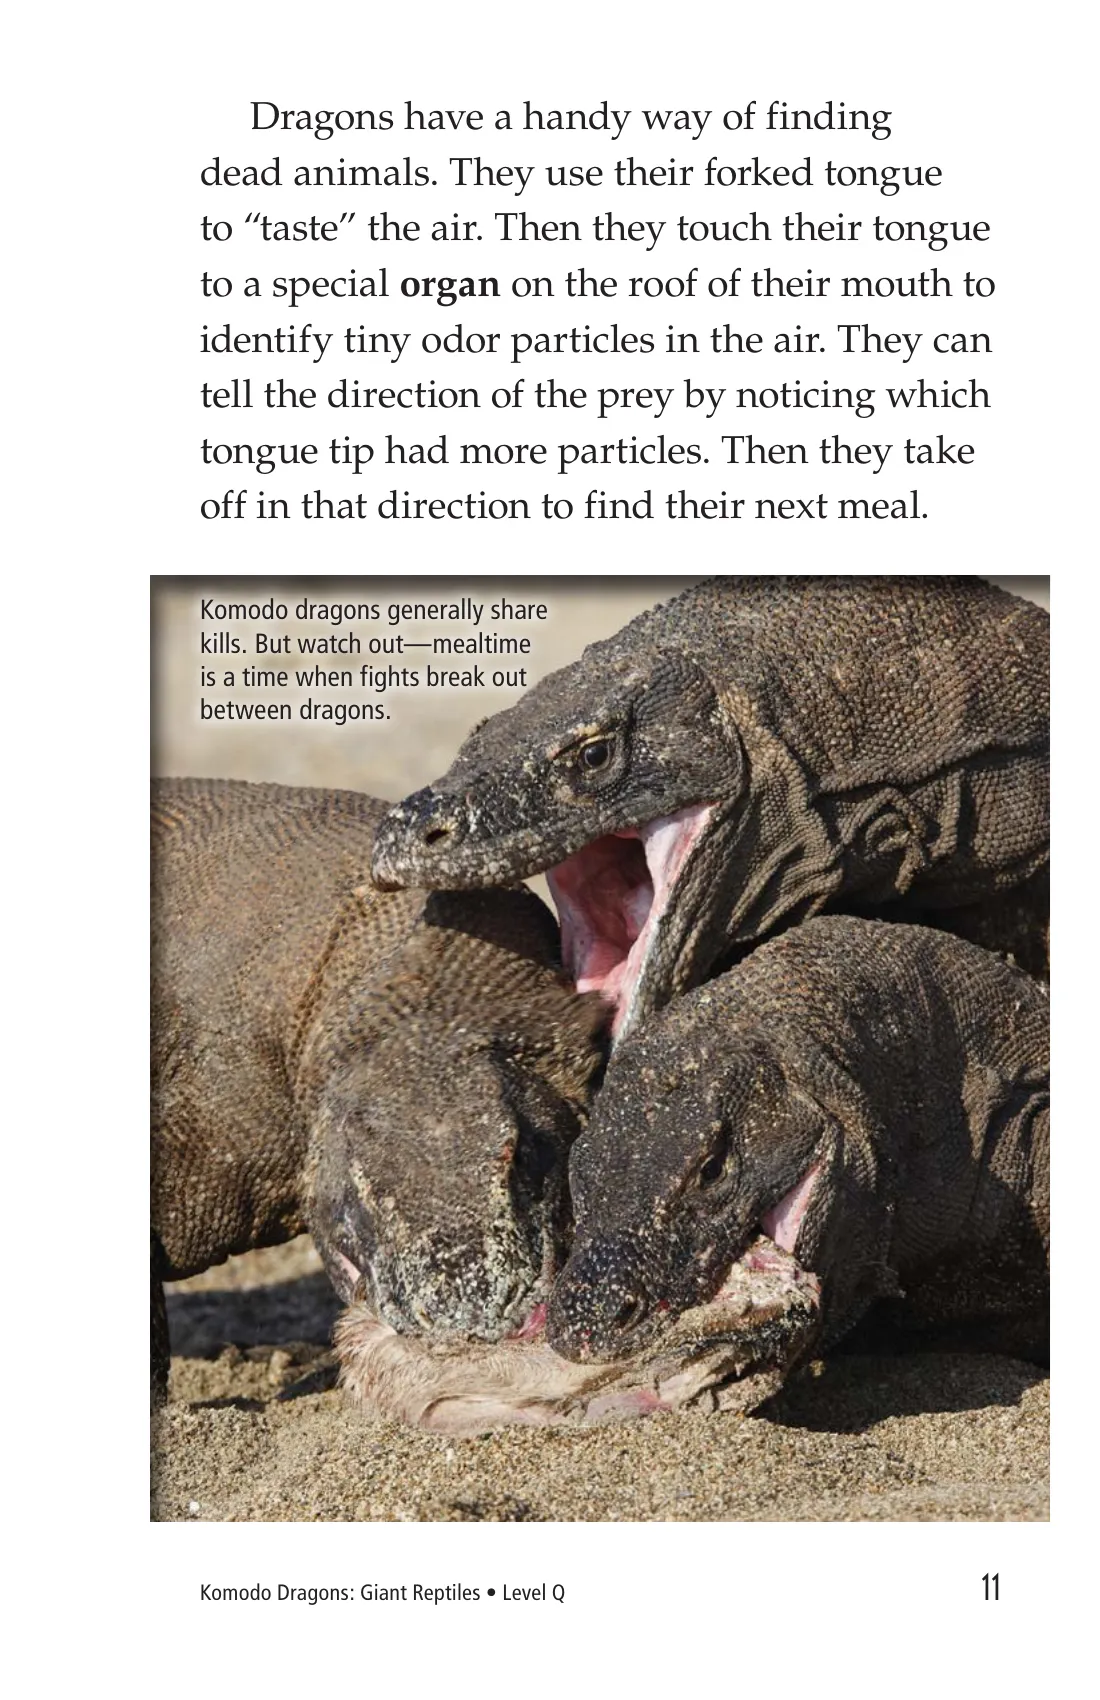 Dragons have a handy way of finding
dead animals. They use their forked tongue
to “taste” the air. Then they touch their tongue
to a special organ on the roof of their mouth to
identify tiny odor particles in the air. They can
tell the direction of the prey by noticing which
tongue tip had more particles. Then they take
off in that direction to find their next meal.
Komodo dragons generally share
kills. But watch out—mealtime
is a time when fights break out
between dragons.
Komodo Dragons: Giant Reptiles • Level Q
11